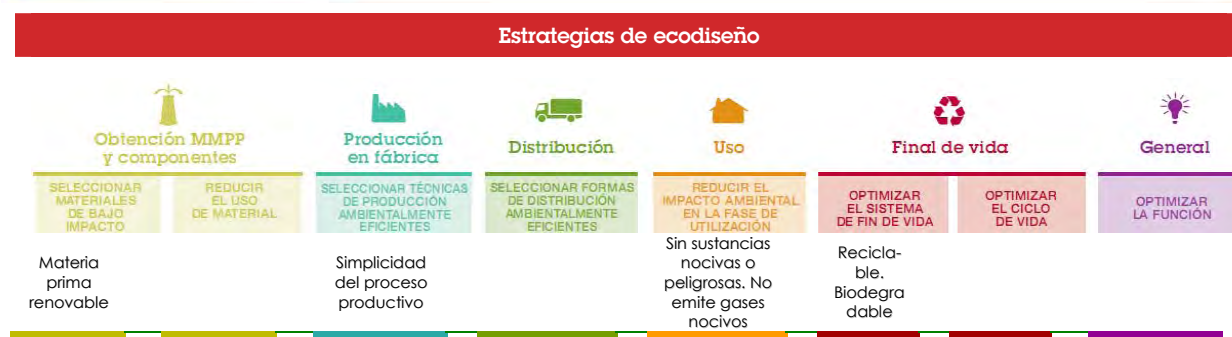 Estrategias de ecodiseño
Obtención MMPP
y componentes
Producción
en fábrica
Distribución
Uso
Final de vida
General
SELECCIONAR
MATERIALES
DE BAJO
IMPACTO
REDUCIR
EL USO
DE MATERIAL
SELECCIONAR TÉCNICAS
DE PRODUCCIÓN
AMBIENTALMENTE
EFICIENTES
SELECCIONAR FORMAS
DE DISTRIBUCIÓN
AMBIENTALMENTE
EFICIENTES
REDUCIR EL
IMPACTO AMBIENTAL
EN LA FASE DE
UTILIZACIÓN
OPTIMIZAR
EL SISTEMA
DE FIN DE VIDA
OPTIMIZAR
EL CICLO
DE VIDA
OPTIMIZAR
LA FUNCIÓN
Materia
prima
renovable
Simplicidad
del proceso
productivo
Sin sustancias
nocivas o
peligrosas. No
emite gases
nocivos
Recicla-
ble.
Biodegra
dable